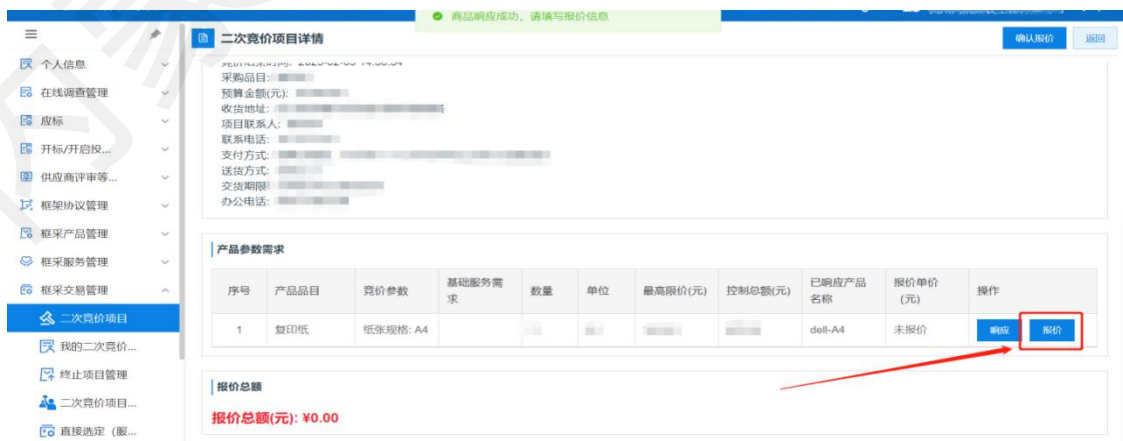 商品响应成功，请填写报价信息
二次竞价项目详情
确认报价
返回
个人信息
在线调查管理
应标
开标/开启投...
供应商评审等...
框架协议管理
框采产品管理
框采服务管理
框采交易管理
二次竞价项目
我的二次竞价...
终止项目管理
二次竞价项目...
直接选定（服...
采购品目:
预算金额(元):
收货地址:
项目联系人:
联系电话:
支付方式:
送货方式:
交货期限
办公电话:
产品参数需求
序号 产品品目 竞价参数 基础服务需求 数量 单位 最高限价(元) 控制总额(元) 已响应产品名称 报价单价(元) 操作
1 复印纸 纸张规格: A4 dell-A4 未报价 响应 报价
报价总额
报价总额(元): ¥0.00